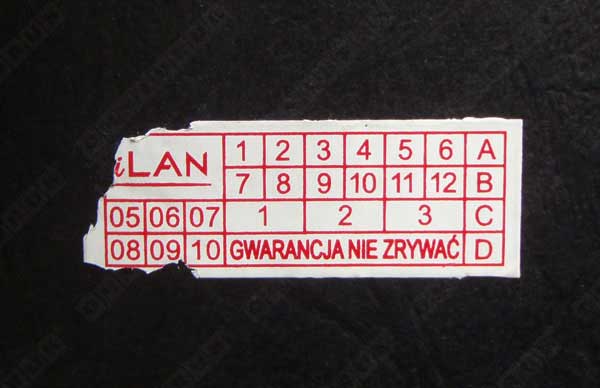 iLAN 1 2 3 4 5 6 A
7 8 9 10 11 12 B
05 06 07 1 2 3 C
08 09 10 GWARANCJA NIE ZRYWAĆ D